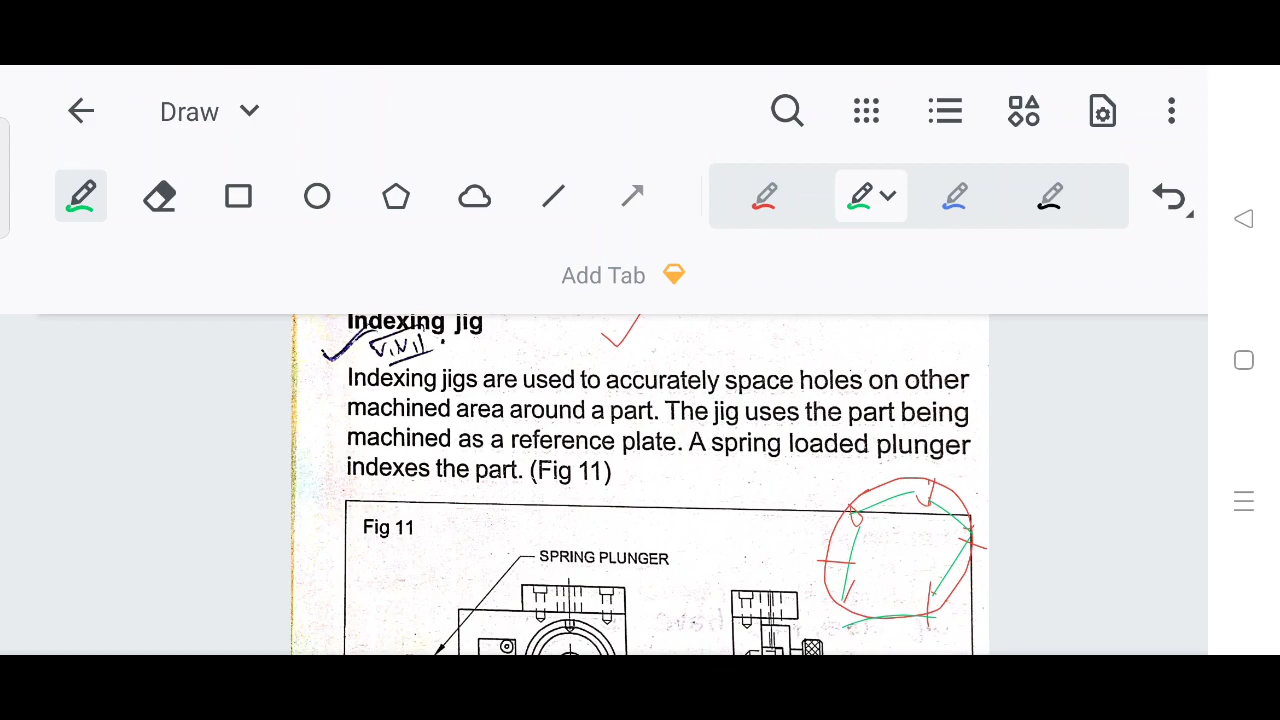 Draw
Add Tab
Indexing jig
Indexing jigs are used to accurately space holes on other
machined area around a part. The jig uses the part being
machined as a reference plate. A spring loaded plunger
indexes the part. (Fig 11)
Fig 11
SPRING PLUNGER